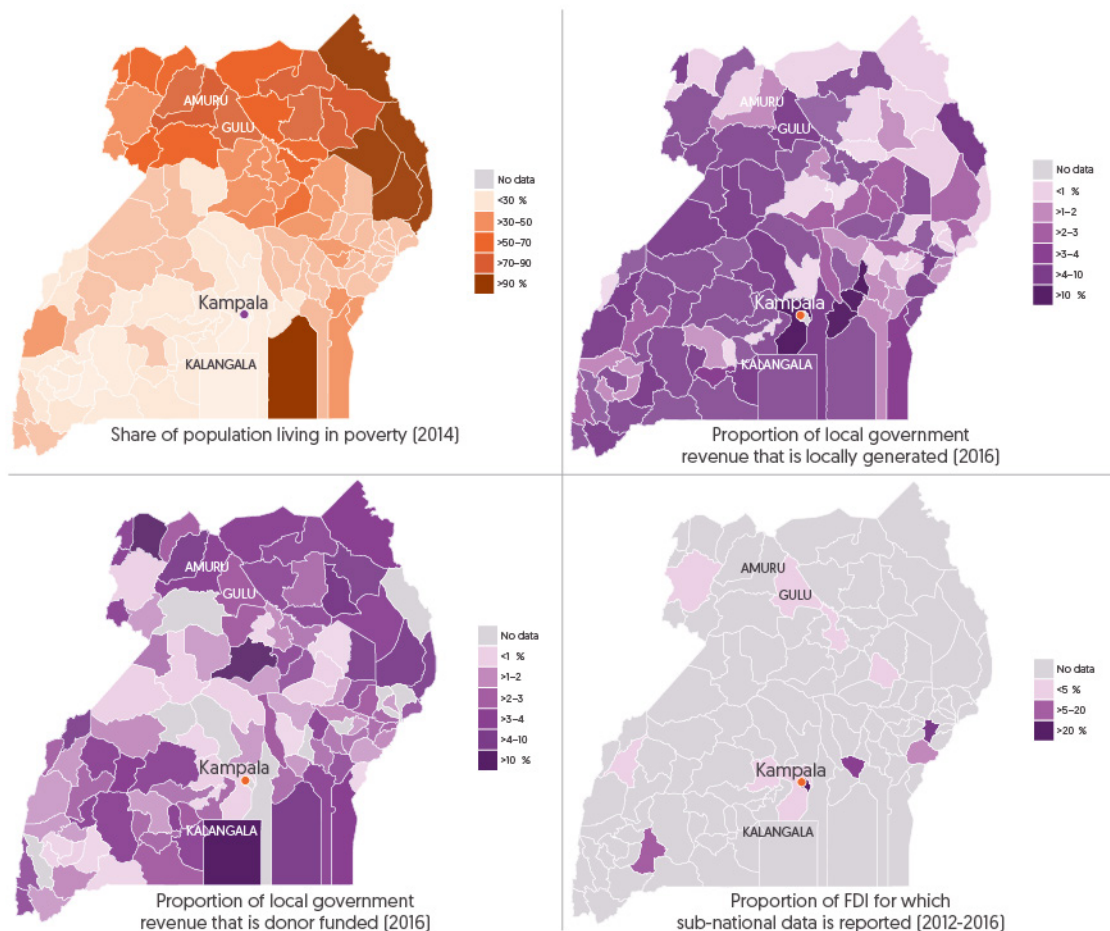 AMURU
GULU
Kampala
KALANGALA
No data
<30 %
>30–50
>50–70
>70–90
>90 %
Share of population living in poverty (2014)
AMURU
GULU
Kampala
KALANGALA
No data
<1 %
>1–2
>2–3
>3–4
>4–10
>10 %
Proportion of local government
revenue that is locally generated (2016)
AMURU
GULU
Kampala
KALANGALA
No data
<1 %
>1–2
>2–3
>3–4
>4–10
>10 %
Proportion of local government
revenue that is donor funded (2016)
AMURU
GULU
Kampala
KALANGALA
No data
<5 %
>5–20
>20 %
Proportion of FDI for which
sub-national data is reported (2012-2016)